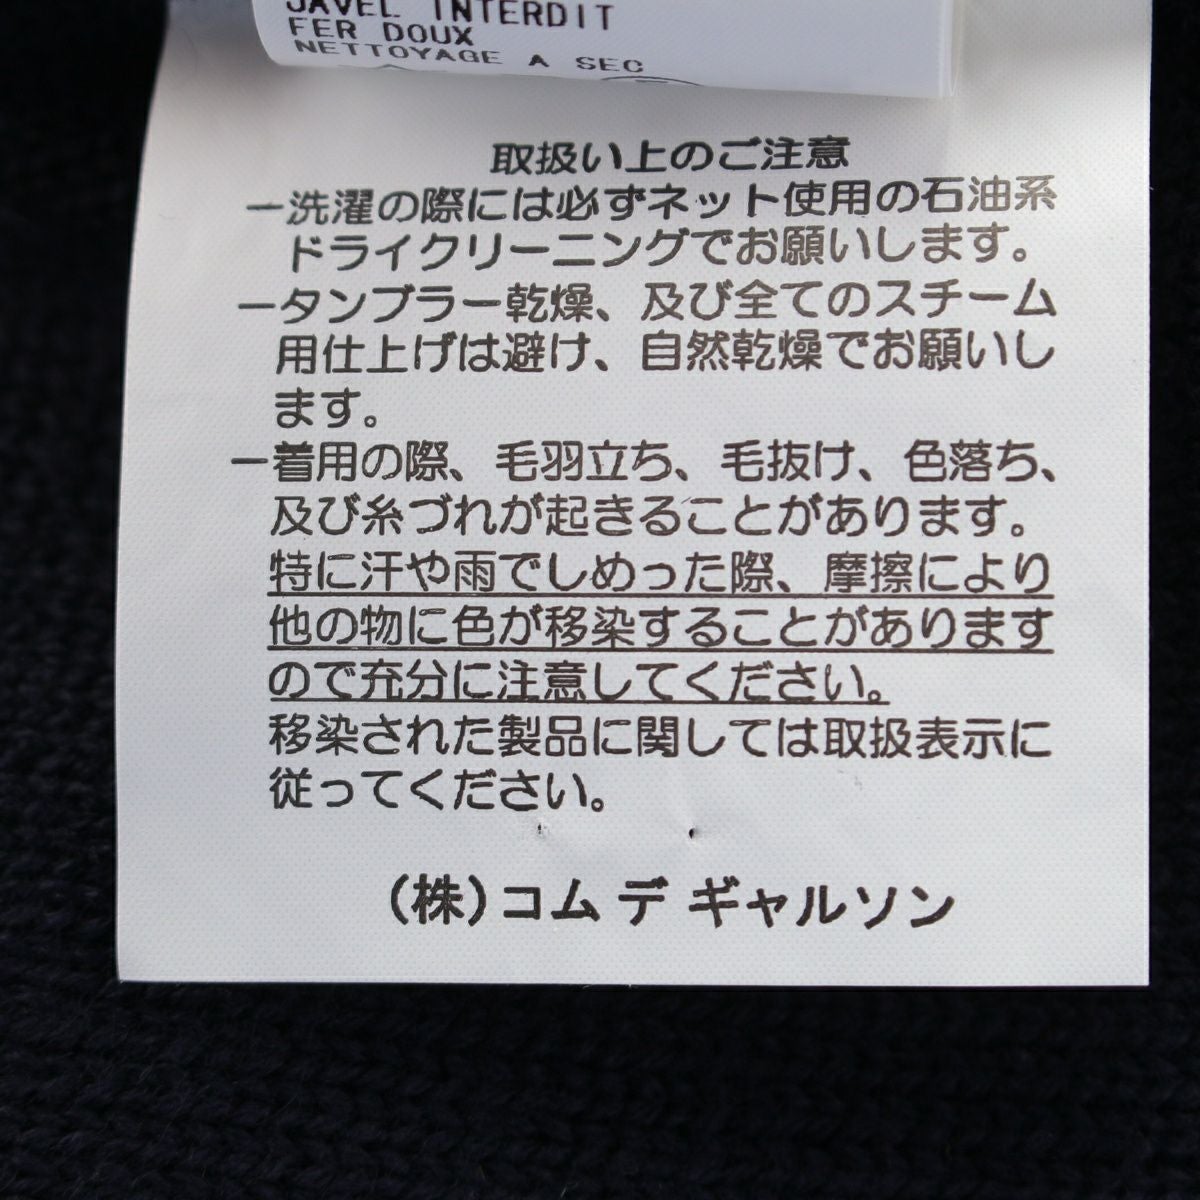 JAVEL INTERDIT
FER DOUX
NETTOYAGE A SEC
取扱い上のご注意
ー洗濯の際には必ずネット使用の石油系
ドライクリーニングでお願いします。
ータンブラー乾燥、及び全てのスチーム
用仕上げは避け、自然乾燥でお願いし
ます。
ー着用の際、毛羽立ち、毛抜け、色落ち、
及び糸づれが起きることがあります。
特に汗や雨でしめった際、摩擦により
他の物に色が移染することがあります
ので充分に注意してください。
移染された製品に関しては取扱表示に
従ってください。
(株)コム デ ギャルソン